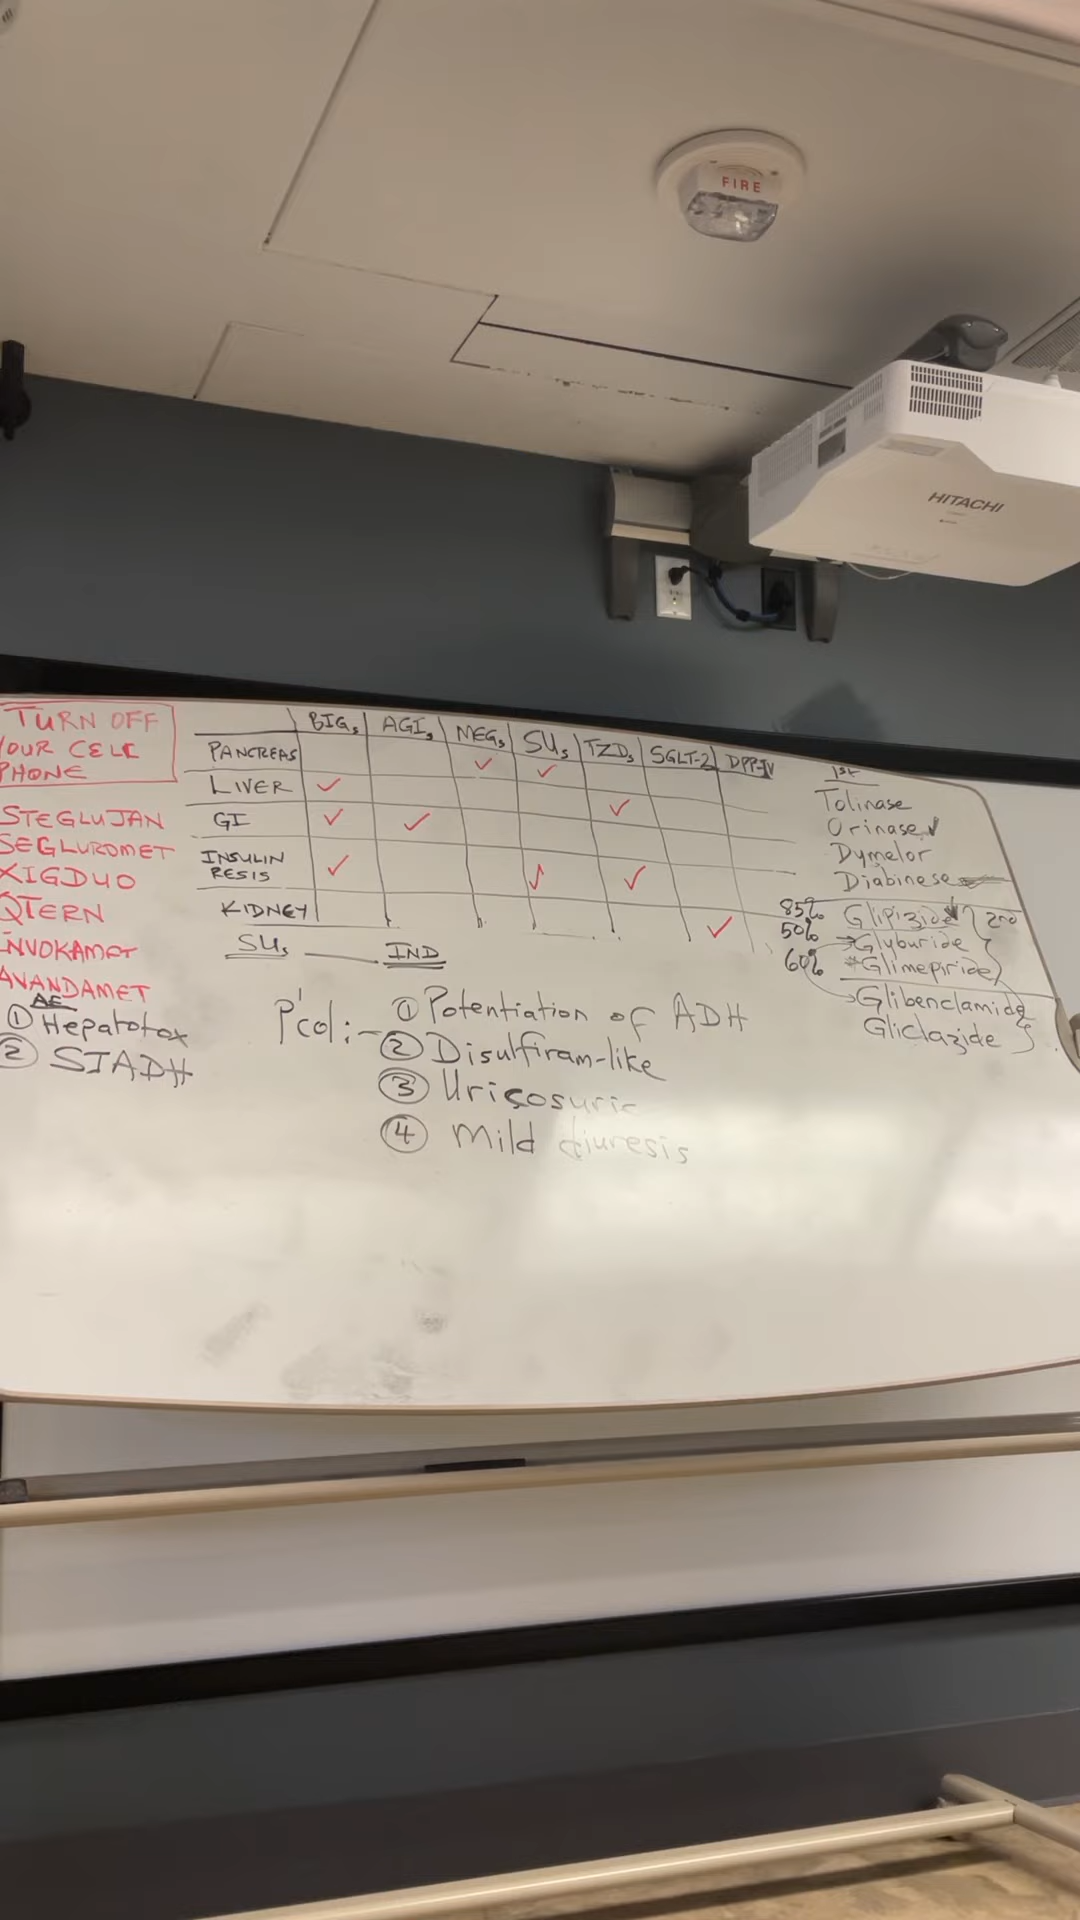 FIRE
HITACHI
TURN OFF
YOUR CELL
PHONE
STEGLUJAN
SEGLUROMET
XIGDUO
QTERN
INVOKAMET
AVANDAMET
AE
① Hepatotox
② SIADH
BIGs AGIs MEGs SUs TZDs SGLT-2 DPP-IV
PANCREAS ✓ ✓
LIVER ✓ ✓
GI ✓ ✓
INSULIN
RESIS ✓ ✓ ✓
KIDNEY ✓
SUs IND
P'col:- ① Potentiation of ADH
② Disulfiram-like
③ Uricosuric
④ Mild diuresis
1st
Tolinase
Orinase ✓
Dymelor
Diabinese
85% Glipizide 2nd
50% Glyburide
60% *Glimepiride
Glibenclamide
Gliclazide